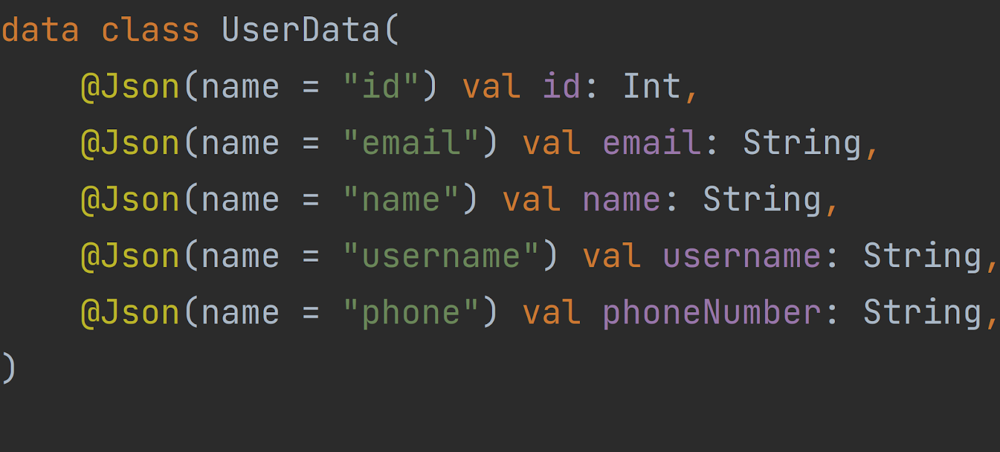 data class UserData(
    @Json(name = "id") val id: Int,
    @Json(name = "email") val email: String,
    @Json(name = "name") val name: String,
    @Json(name = "username") val username: String,
    @Json(name = "phone") val phoneNumber: String,
)